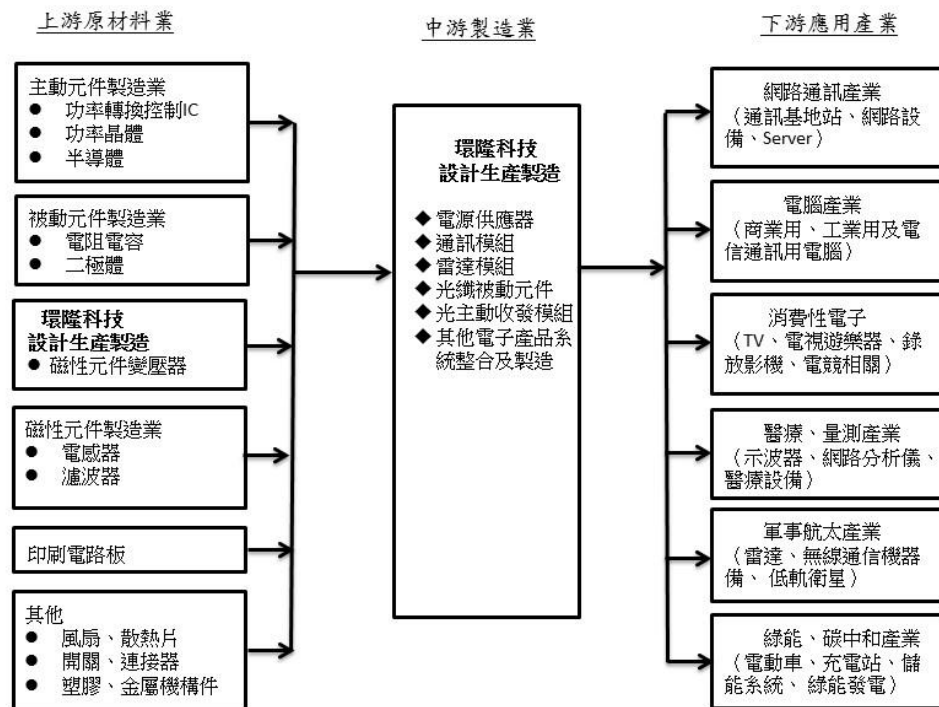 上游原材料業
中游製造業
下游應用產業
主動元件製造業
● 功率轉換控制IC
● 功率晶體
● 半導體
被動元件製造業
● 電阻電容
● 二極體
環隆科技
設計生產製造
● 磁性元件變壓器
磁性元件製造業
● 電感器
● 濾波器
印刷電路板
其他
● 風扇、散熱片
● 開關、連接器
● 塑膠、金屬機構件
環隆科技
設計生產製造
◆ 電源供應器
◆ 通訊模組
◆ 雷達模組
◆ 光纖被動元件
◆ 光主動收發模組
◆ 其他電子產品系
統整合及製造
網路通訊產業
（通訊基地站、網路設
備、Server）
電腦產業
（商業用、工業用及電
信通訊用電腦）
消費性電子
（TV、電視遊樂器、錄
放影機、電競相關）
醫療、量測產業
（示波器、網路分析儀、
醫療設備）
軍事航太產業
（雷達、無線通信機器
備、低軌衛星）
綠能、碳中和產業
（電動車、充電站、儲
能系統、綠能發電）